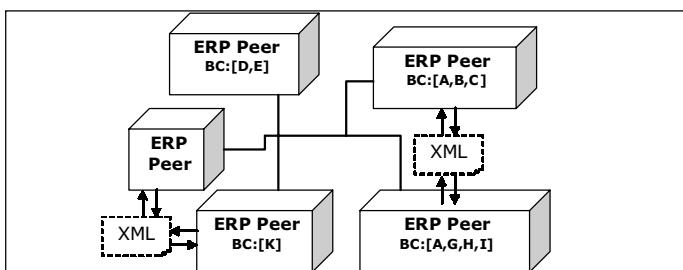 ERP Peer
BC:[D,E]
ERP Peer
BC:[A,B,C]
ERP
Peer
XML
XML
ERP Peer
BC:[K]
ERP Peer
BC:[A,G,H,I]